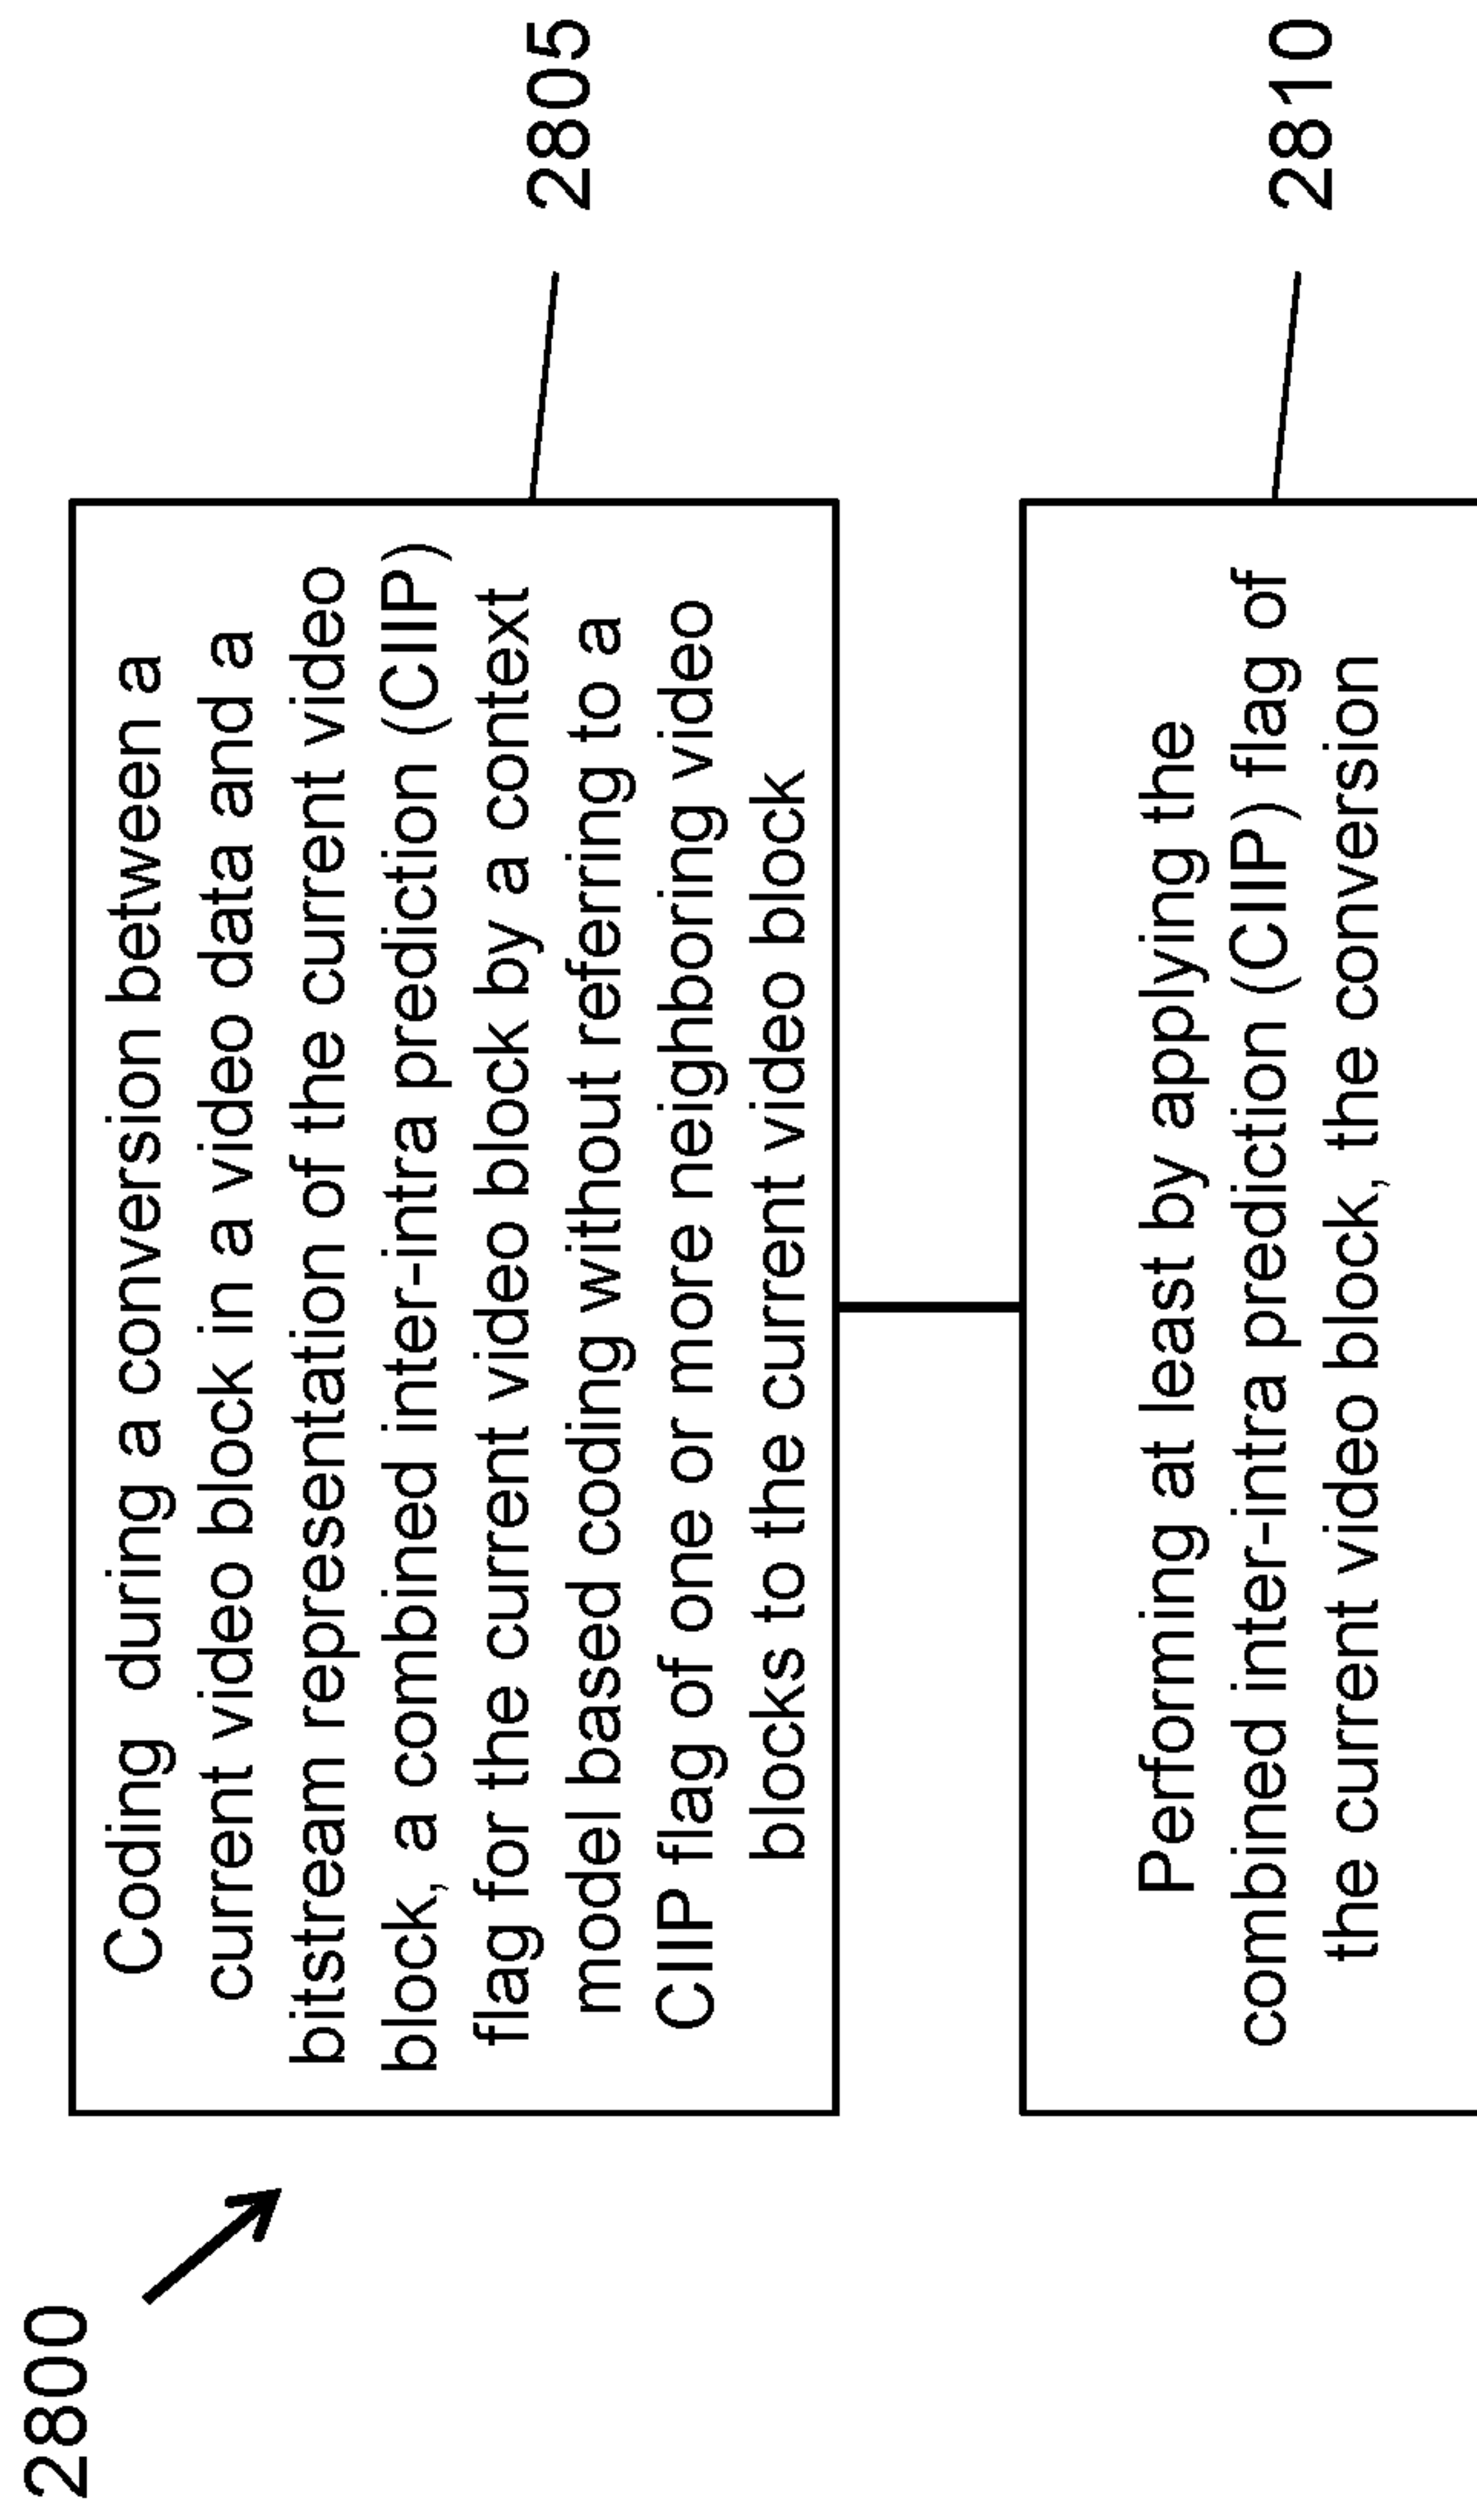 2800
Coding during a conversion between a
current video block in a video data and a
bitstream representation of the current video
block, a combined inter-intra prediction (CIIP)
flag for the current video block by a context
model based coding without referring to a
CIIP flag of one or more neighboring video
blocks to the current video block
2805
Performing at least by applying the
combined inter-intra prediction (CIIP) flag of
the current video block, the conversion
2810